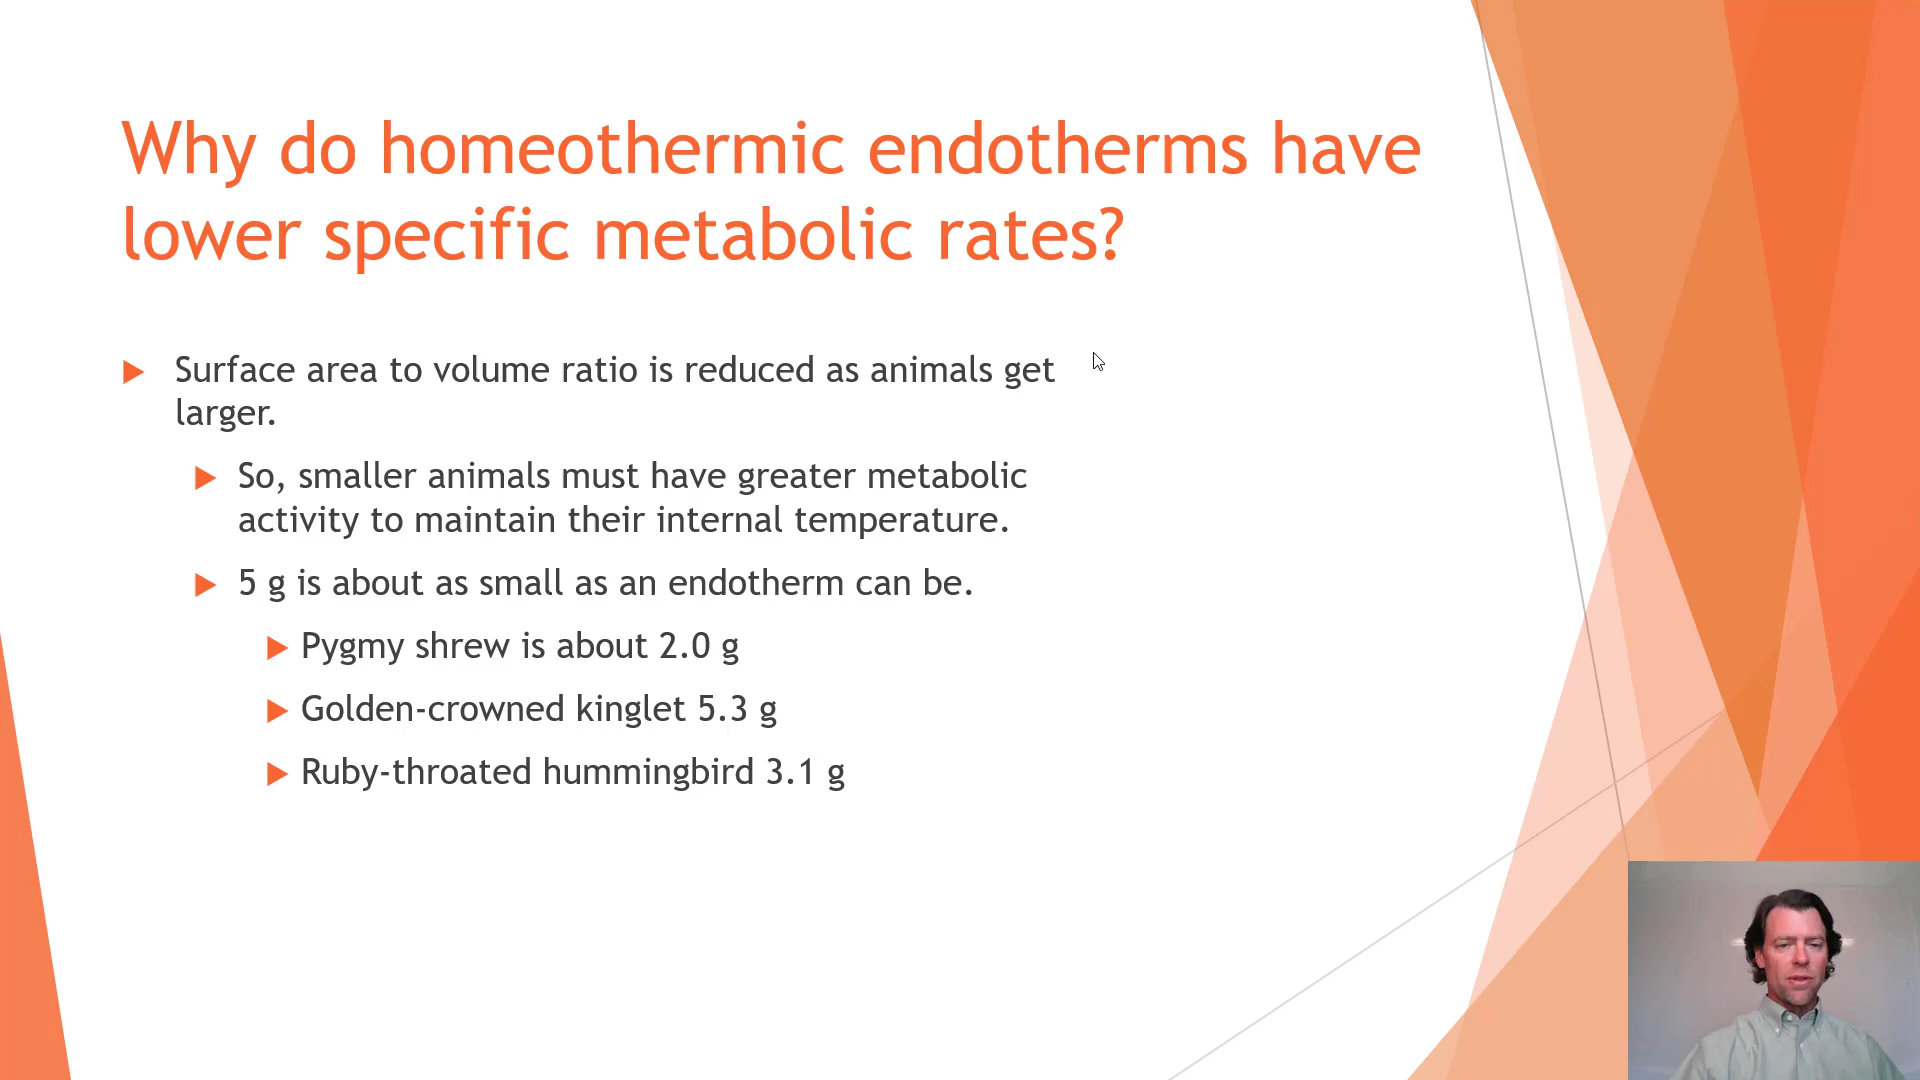 Why do homeothermic endotherms have
lower specific metabolic rates?
Surface area to volume ratio is reduced as animals get
larger.
So, smaller animals must have greater metabolic
activity to maintain their internal temperature.
5 g is about as small as an endotherm can be.
Pygmy shrew is about 2.0 g
Golden-crowned kinglet 5.3 g
Ruby-throated hummingbird 3.1 g